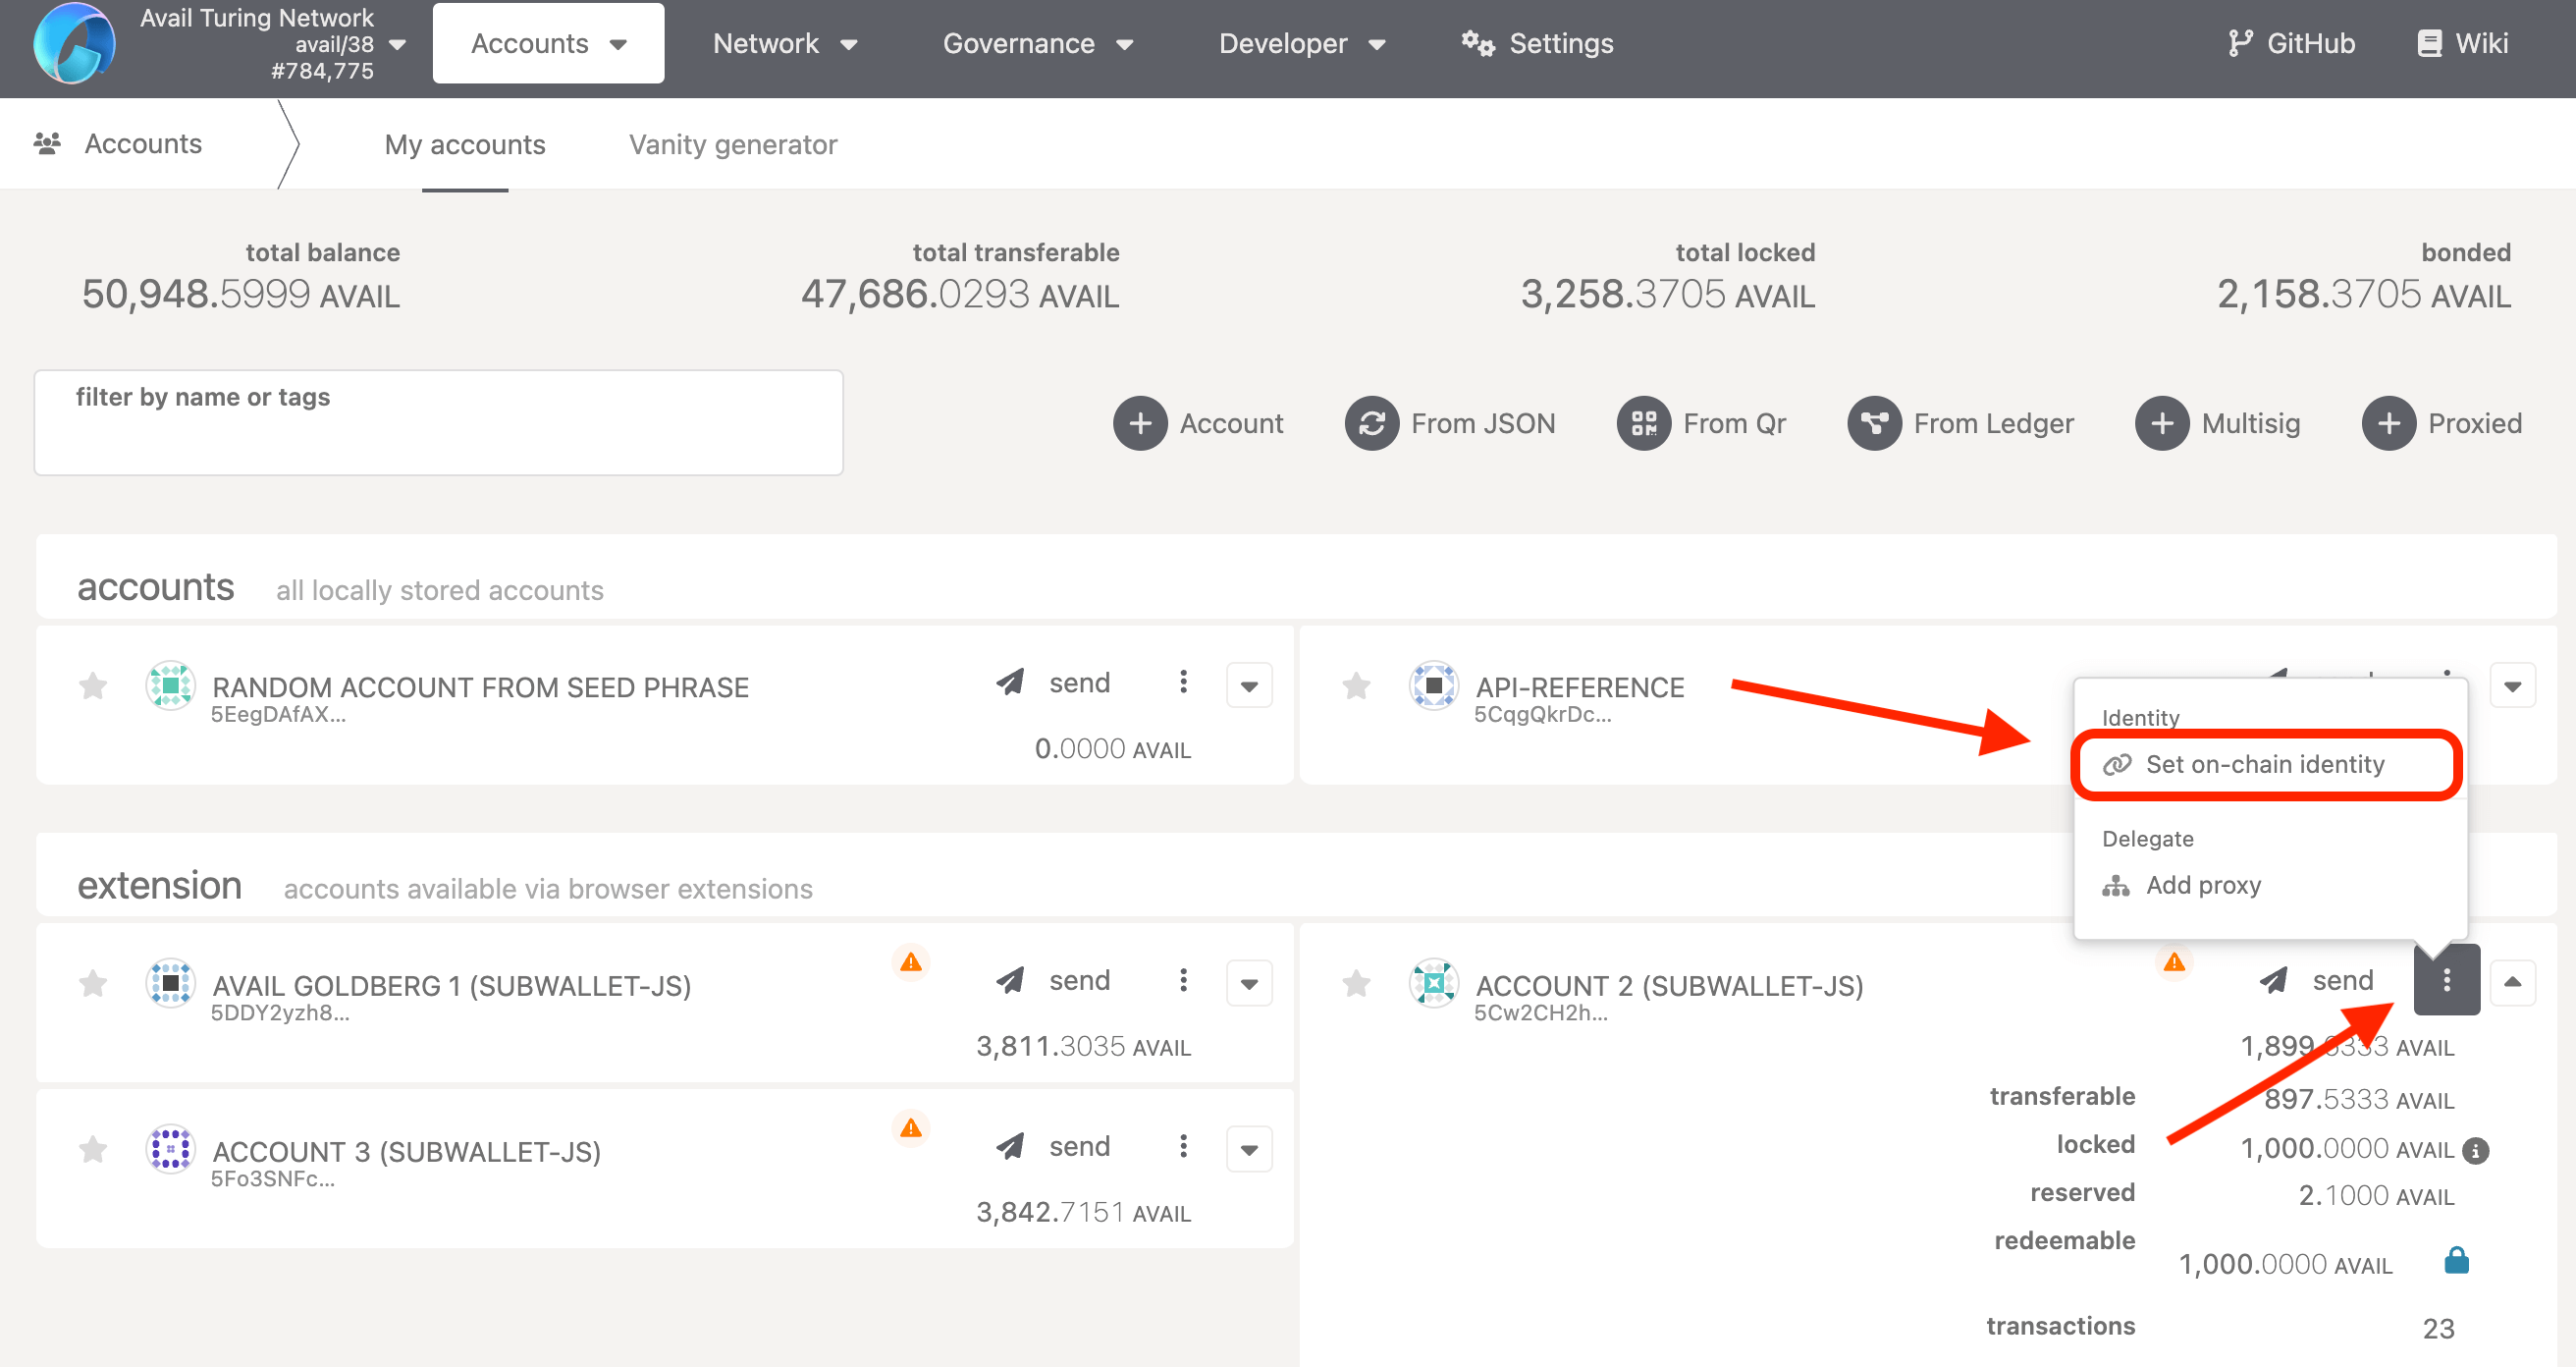 Avail Turing Network
avail/38
#784,775
Accounts
Network
Governance
Developer
Settings
GitHub
Wiki
Accounts
My accounts
Vanity generator
total balance
50,948.5999 AVAIL
total transferable
47,686.0293 AVAIL
total locked
3,258.3705 AVAIL
bonded
2,158.3705 AVAIL
filter by name or tags
Account
From JSON
From Qr
From Ledger
Multisig
Proxied
accounts all locally stored accounts
RANDOM ACCOUNT FROM SEED PHRASE
5EegDAfAX...
send
0.0000 AVAIL
API-REFERENCE
5CqgQkrDc...
Identity
Set on-chain identity
Delegate
Add proxy
extension accounts available via browser extensions
AVAIL GOLDBERG 1 (SUBWALLET-JS)
5DDY2yzh8...
send
3,811.3035 AVAIL
ACCOUNT 2 (SUBWALLET-JS)
5Cw2CH2h...
send
AVAIL
transferable 897.5333 AVAIL
locked 1,000.0000 AVAIL
reserved 2.1000 AVAIL
redeemable 1,000.0000 AVAIL
transactions 23
ACCOUNT 3 (SUBWALLET-JS)
5Fo3SNFc...
send
3,842.7151 AVAIL